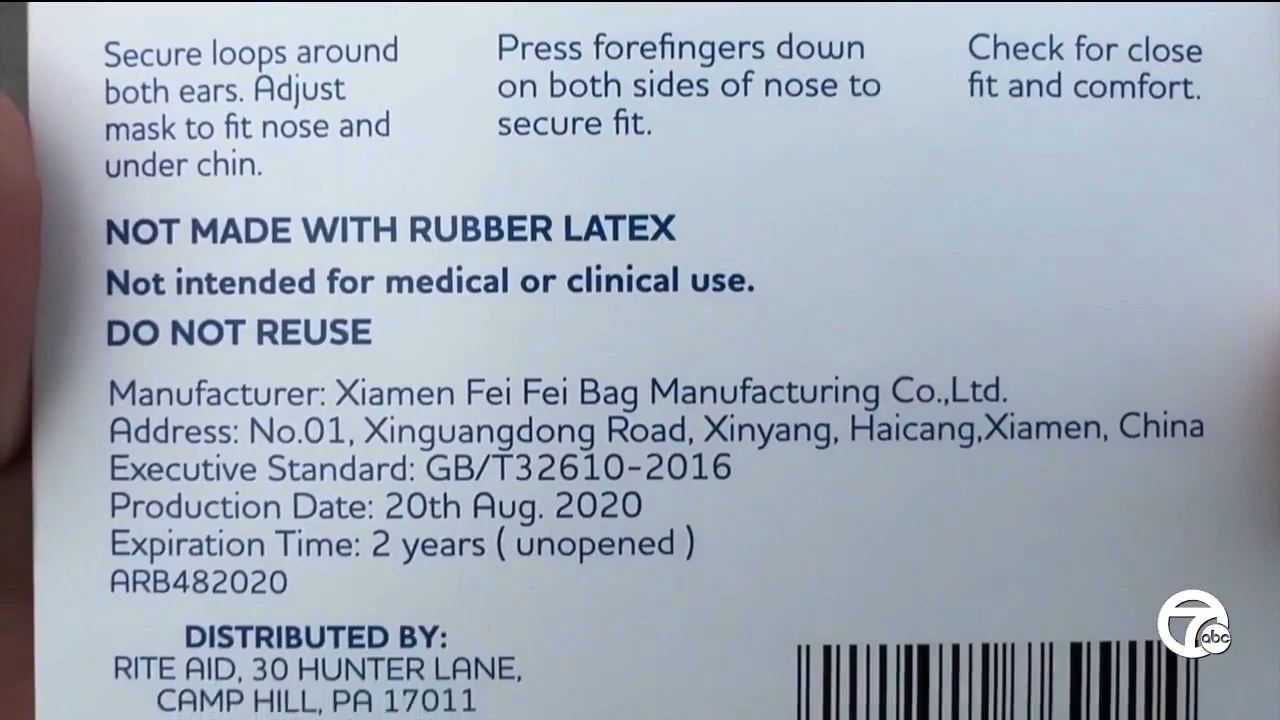 Secure loops around
both ears. Adjust
mask to fit nose and
under chin.
Press forefingers down
on both sides of nose to
secure fit.
Check for close
fit and comfort.
NOT MADE WITH RUBBER LATEX
Not intended for medical or clinical use.
DO NOT REUSE
Manufacturer: Xiamen Fei Fei Bag Manufacturing Co.,Ltd.
Address: No.01, Xinguangdong Road, Xinyang, Haicang,Xiamen, China
Executive Standard: GB/T32610-2016
Production Date: 20th Aug. 2020
Expiration Time: 2 years ( unopened )
ARB482020
DISTRIBUTED BY:
RITE AID, 30 HUNTER LANE,
CAMP HILL, PA 17011
7 abc